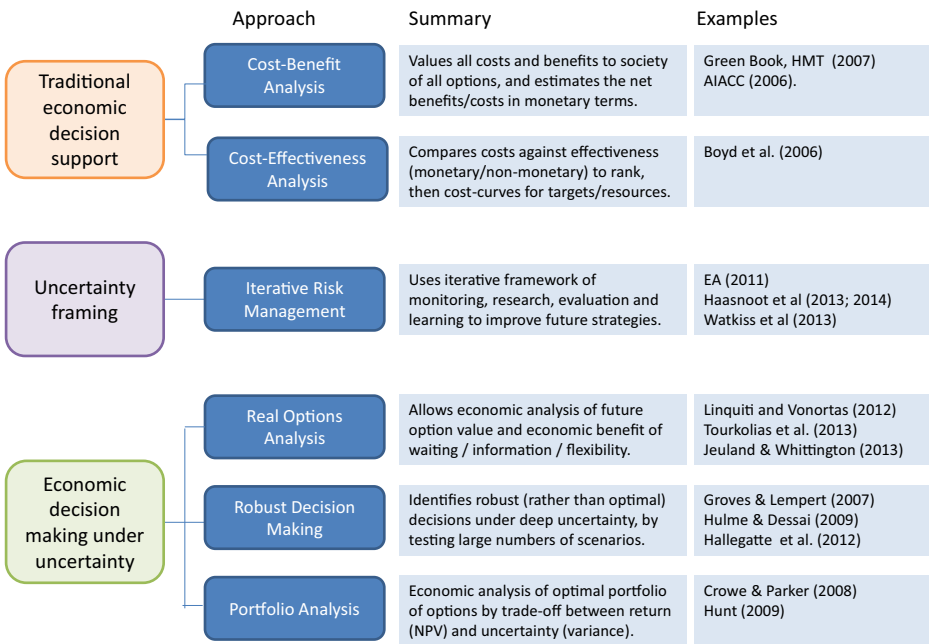 Approach
Summary
Examples
Traditional
economic
decision
support
Cost-Benefit
Analysis
Values all costs and benefits to society
of all options, and estimates the net
benefits/costs in monetary terms.
Green Book, HMT (2007)
AIACC (2006).
Cost-Effectiveness
Analysis
Compares costs against effectiveness
(monetary/non-monetary) to rank,
then cost-curves for targets/resources.
Boyd et al. (2006)
Uncertainty
framing
Iterative Risk
Management
Uses iterative framework of
monitoring, research, evaluation and
learning to improve future strategies.
EA (2011)
Haasnoot et al (2013; 2014)
Watkiss et al (2013)
Economic
decision
making under
uncertainty
Real Options
Analysis
Allows economic analysis of future
option value and economic benefit of
waiting / information / flexibility.
Linquiti and Vonortas (2012)
Tourkolias et al. (2013)
Jeuland & Whittington (2013)
Robust Decision
Making
Identifies robust (rather than optimal)
decisions under deep uncertainty, by
testing large numbers of scenarios.
Groves & Lempert (2007)
Hulme & Dessai (2009)
Hallegatte et al. (2012)
Portfolio Analysis
Economic analysis of optimal portfolio
of options by trade-off between return
(NPV) and uncertainty (variance).
Crowe & Parker (2008)
Hunt (2009)